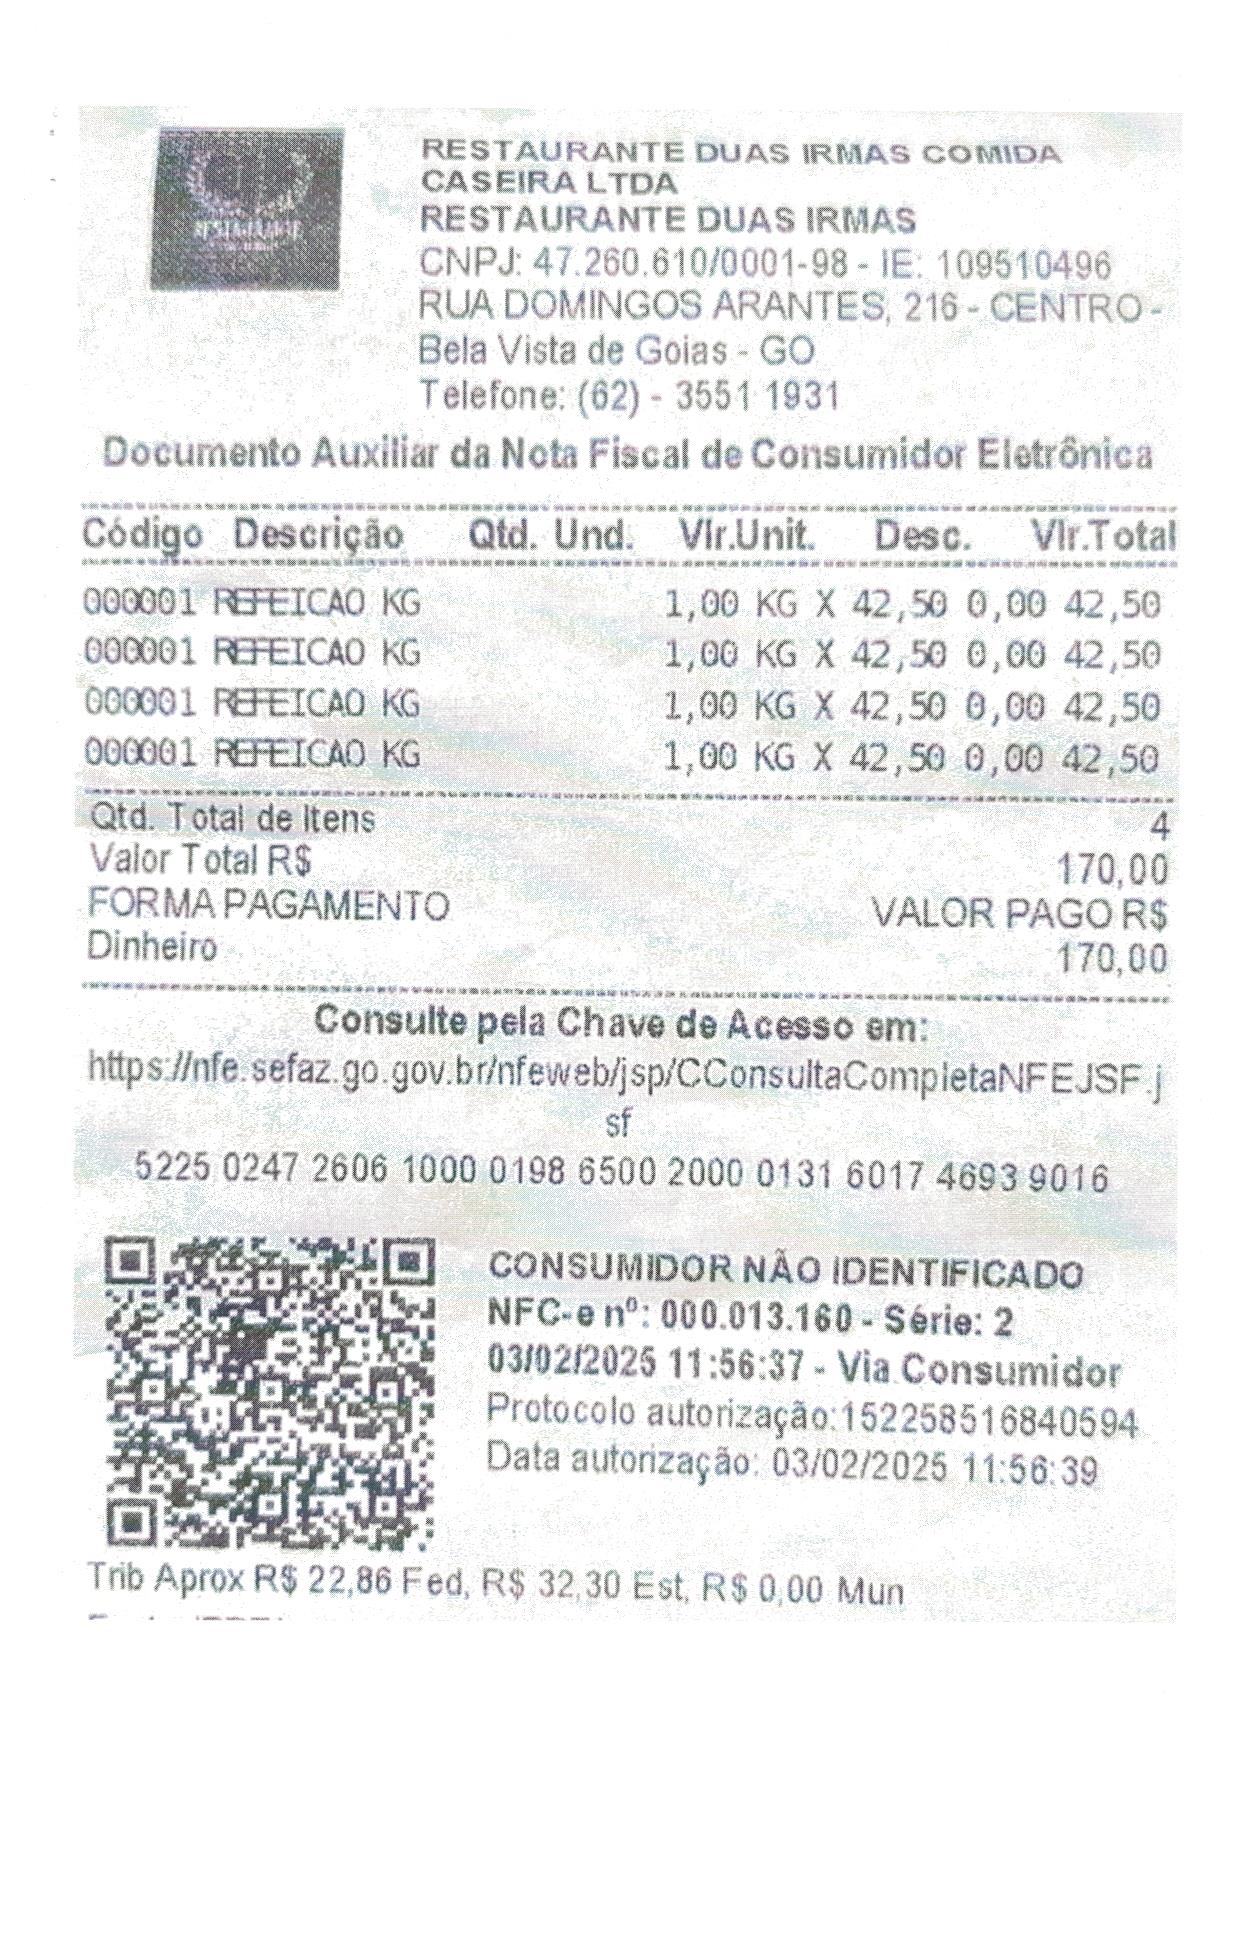 RESTAURANTE
RESTAURANTE DUAS IRMAS COMIDA
CASEIRA LTDA
RESTAURANTE DUAS IRMAS
CNPJ: 47.260.610/0001-98 - IE: 109510496
RUA DOMINGOS ARANTES, 216 - CENTRO -
Bela Vista de Goias - GO
Telefone: (62) - 3551 1931
Documento Auxiliar da Nota Fiscal de Consumidor Eletrônica
Código Descrição Qtd. Und. Vlr.Unit. Desc. Vlr.Total
000001 REFEICAO KG 1,00 KG X 42,50 0,00 42,50
000001 REFEICAO KG 1,00 KG X 42,50 0,00 42,50
000001 REFEICAO KG 1,00 KG X 42,50 0,00 42,50
000001 REFEICAO KG 1,00 KG X 42,50 0,00 42,50
Qtd. Total de Itens 4
Valor Total R$ 170,00
FORMA PAGAMENTO VALOR PAGO R$
Dinheiro 170,00
Consulte pela Chave de Acesso em:
https://nfe.sefaz.go.gov.br/nfeweb/jsp/CConsultaCompletaNFEJSF.j
sf
5225 0247 2606 1000 0198 6500 2000 0131 6017 4693 9016
CONSUMIDOR NÃO IDENTIFICADO
NFC-e nº: 000.013.160 - Série: 2
03/02/2025 11:56:37 - Via Consumidor
Protocolo autorização:152258516840594
Data autorização: 03/02/2025 11:56:39
Trib Aprox R$ 22,86 Fed, R$ 32,30 Est, R$ 0,00 Mun